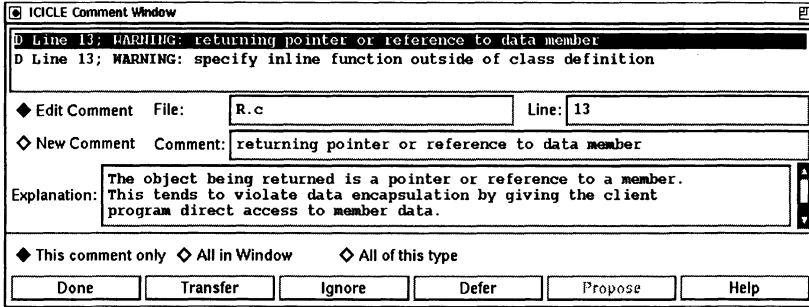 ICICLE Comment Window
D Line 13; WARNING: returning pointer or reference to data member
D Line 13; WARNING: specify inline function outside of class definition
Edit Comment File: R.c Line: 13
New Comment Comment: returning pointer or reference to data member
Explanation: The object being returned is a pointer or reference to a member.
This tends to violate data encapsulation by giving the client
program direct access to member data.
This comment only All in Window All of this type
Done Transfer Ignore Defer Propose Help